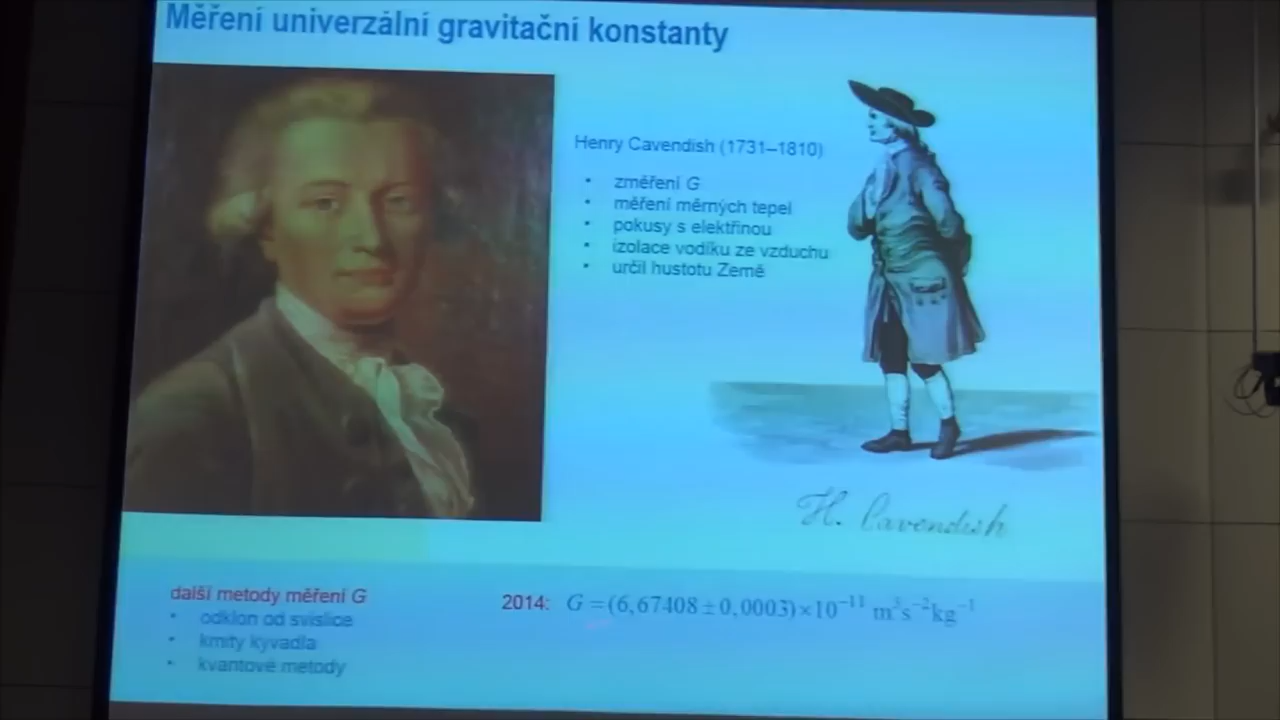 Měření univerzální gravitační konstanty
Henry Cavendish (1731–1810)
• změření G
• měření měrných tepel
• pokusy s elektřinou
• izolace vodíku ze vzduchu
• určil hustotu Země
H. Cavendish
další metody měření G
• odklon od svislice
• kmity kyvadla
• kvantové metody
2014: G = (6,67408 ± 0,0003)×10⁻¹¹ m³s⁻²kg⁻¹